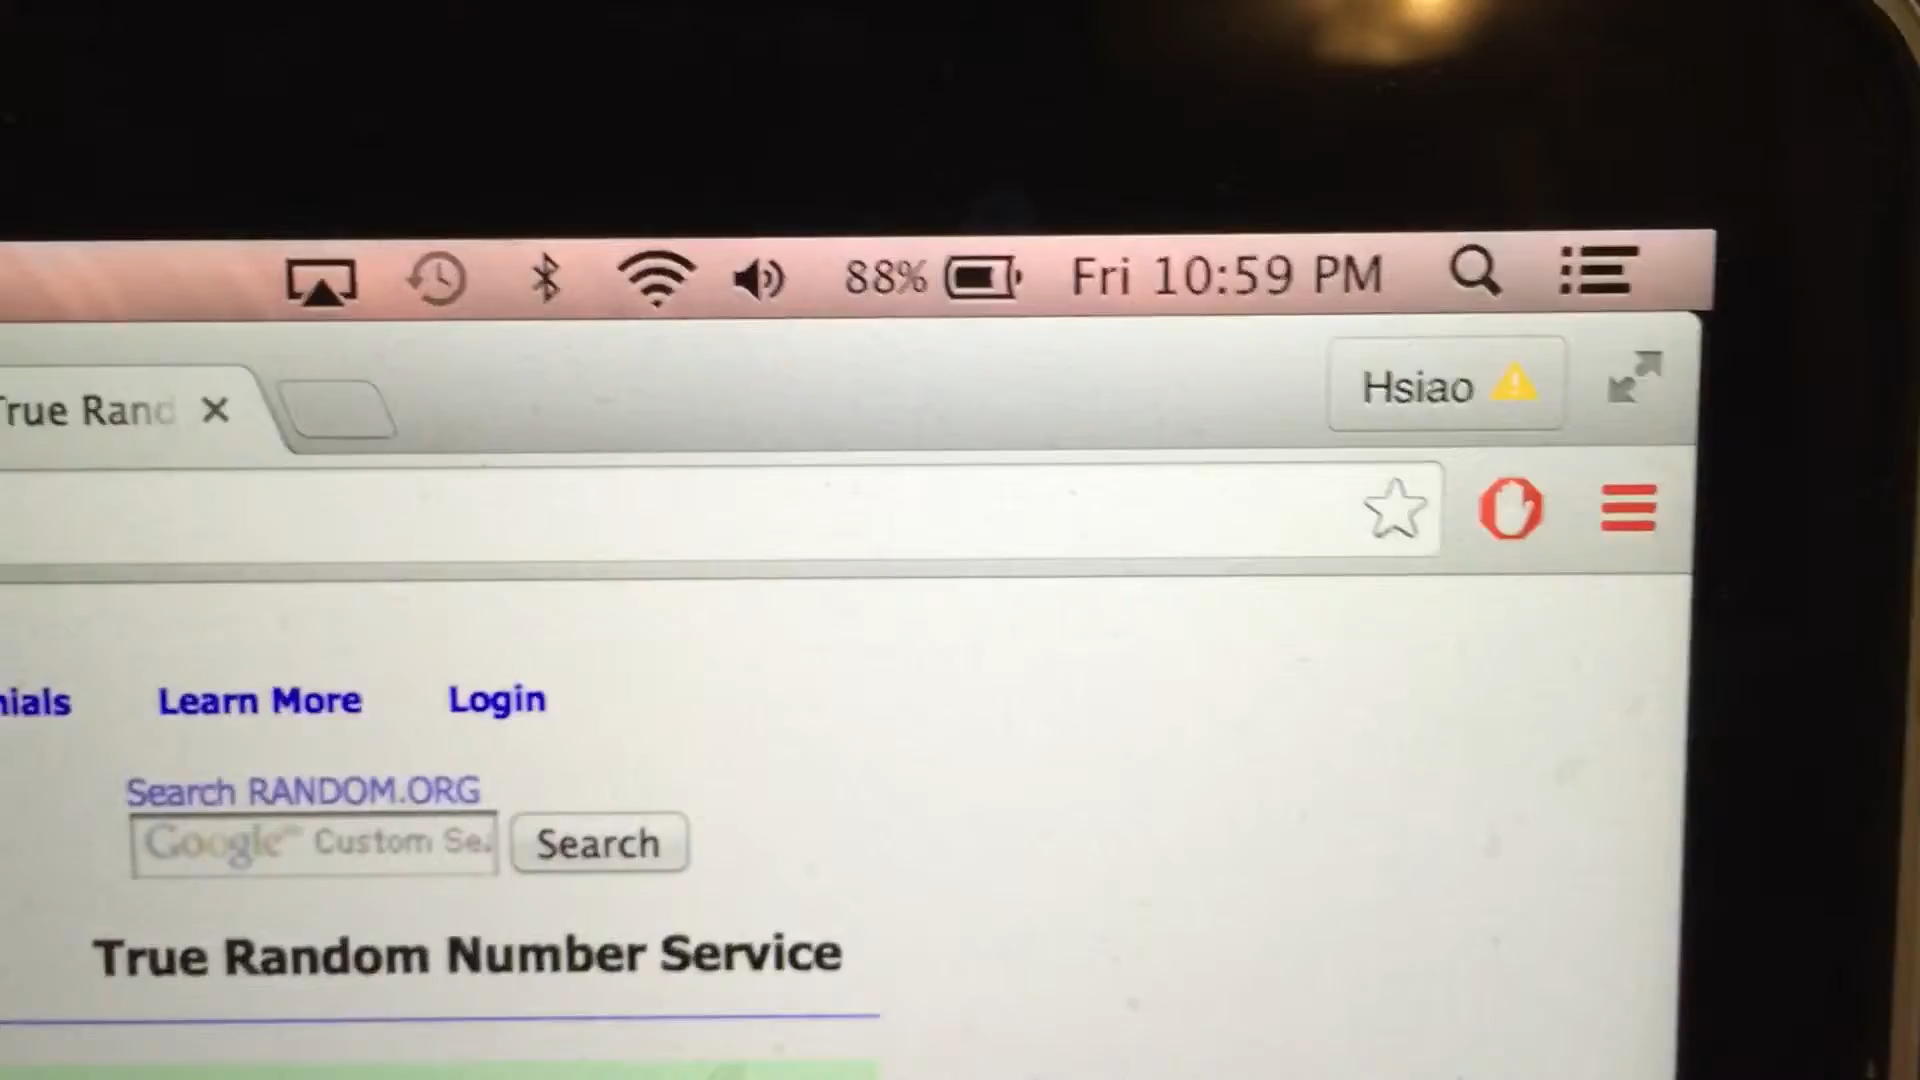 88% Fri 10:59 PM
True Rand Hsiao
Learn More Login
Search RANDOM.ORG
Google™ Custom Se Search
True Random Number Service